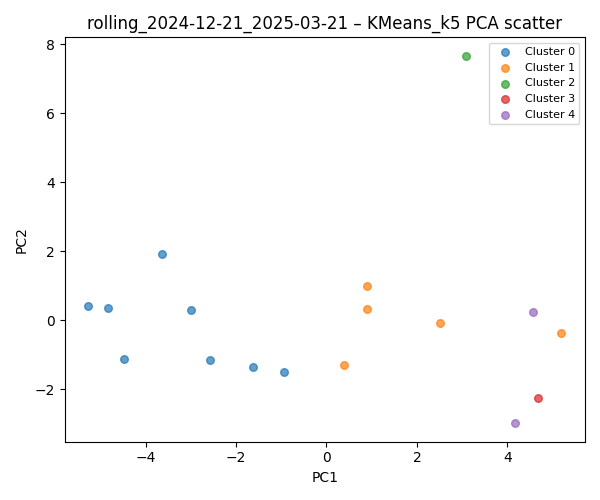 rolling_2024-12-21_2025-03-21 – KMeans_k5 PCA scatter
8
6
4
2
0
−2
PC2
Cluster 0
Cluster 1
Cluster 2
Cluster 3
Cluster 4
−4 −2 0 2 4
PC1